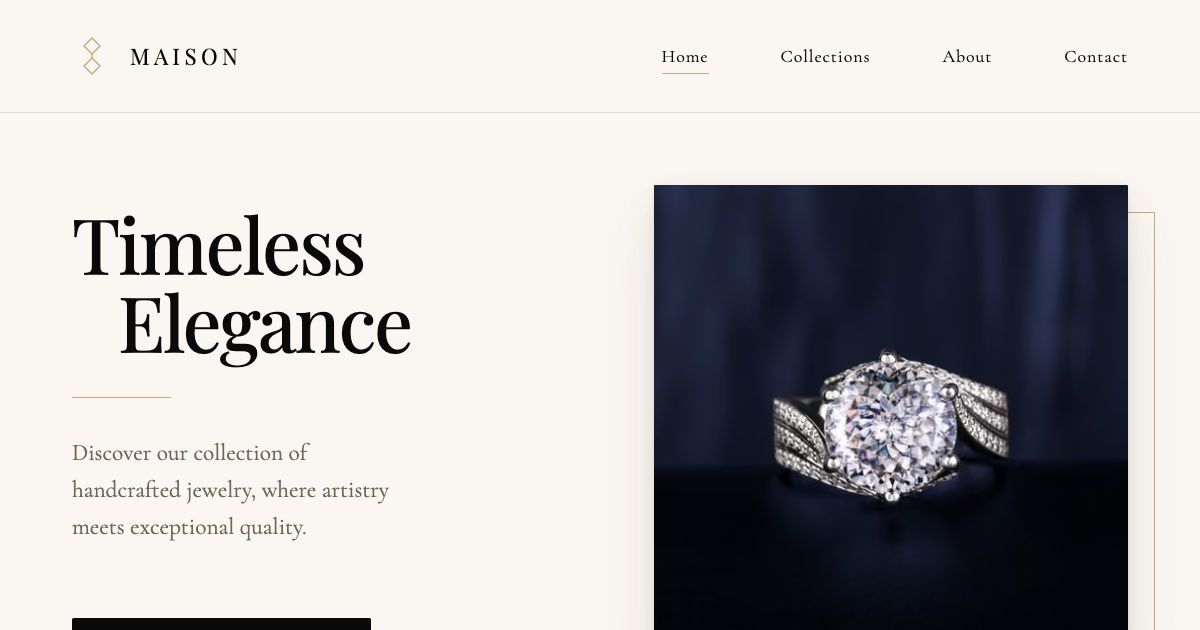 MAISON
Home
Collections
About
Contact
Timeless
Elegance
Discover our collection of
handcrafted jewelry, where artistry
meets exceptional quality.